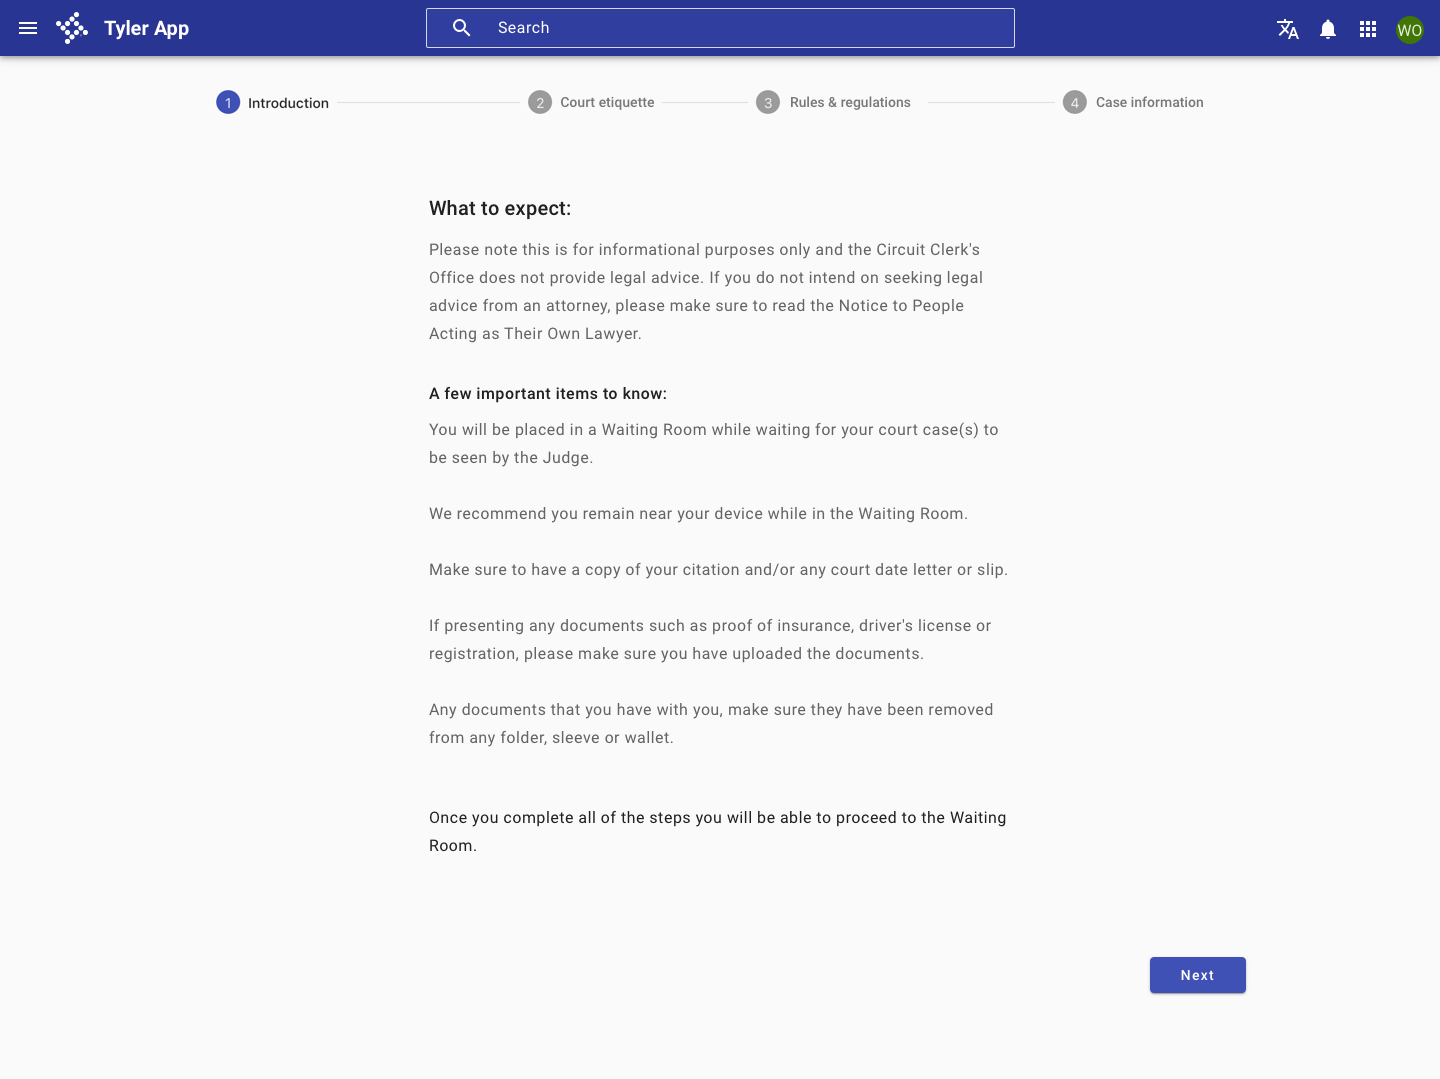 Tyler App
Search
WO
1 Introduction
2 Court etiquette
3 Rules & regulations
4 Case information
What to expect:
Please note this is for informational purposes only and the Circuit Clerk's
Office does not provide legal advice. If you do not intend on seeking legal
advice from an attorney, please make sure to read the Notice to People
Acting as Their Own Lawyer.
A few important items to know:
You will be placed in a Waiting Room while waiting for your court case(s) to
be seen by the Judge.
We recommend you remain near your device while in the Waiting Room.
Make sure to have a copy of your citation and/or any court date letter or slip.
If presenting any documents such as proof of insurance, driver's license or
registration, please make sure you have uploaded the documents.
Any documents that you have with you, make sure they have been removed
from any folder, sleeve or wallet.
Once you complete all of the steps you will be able to proceed to the Waiting
Room.
Next